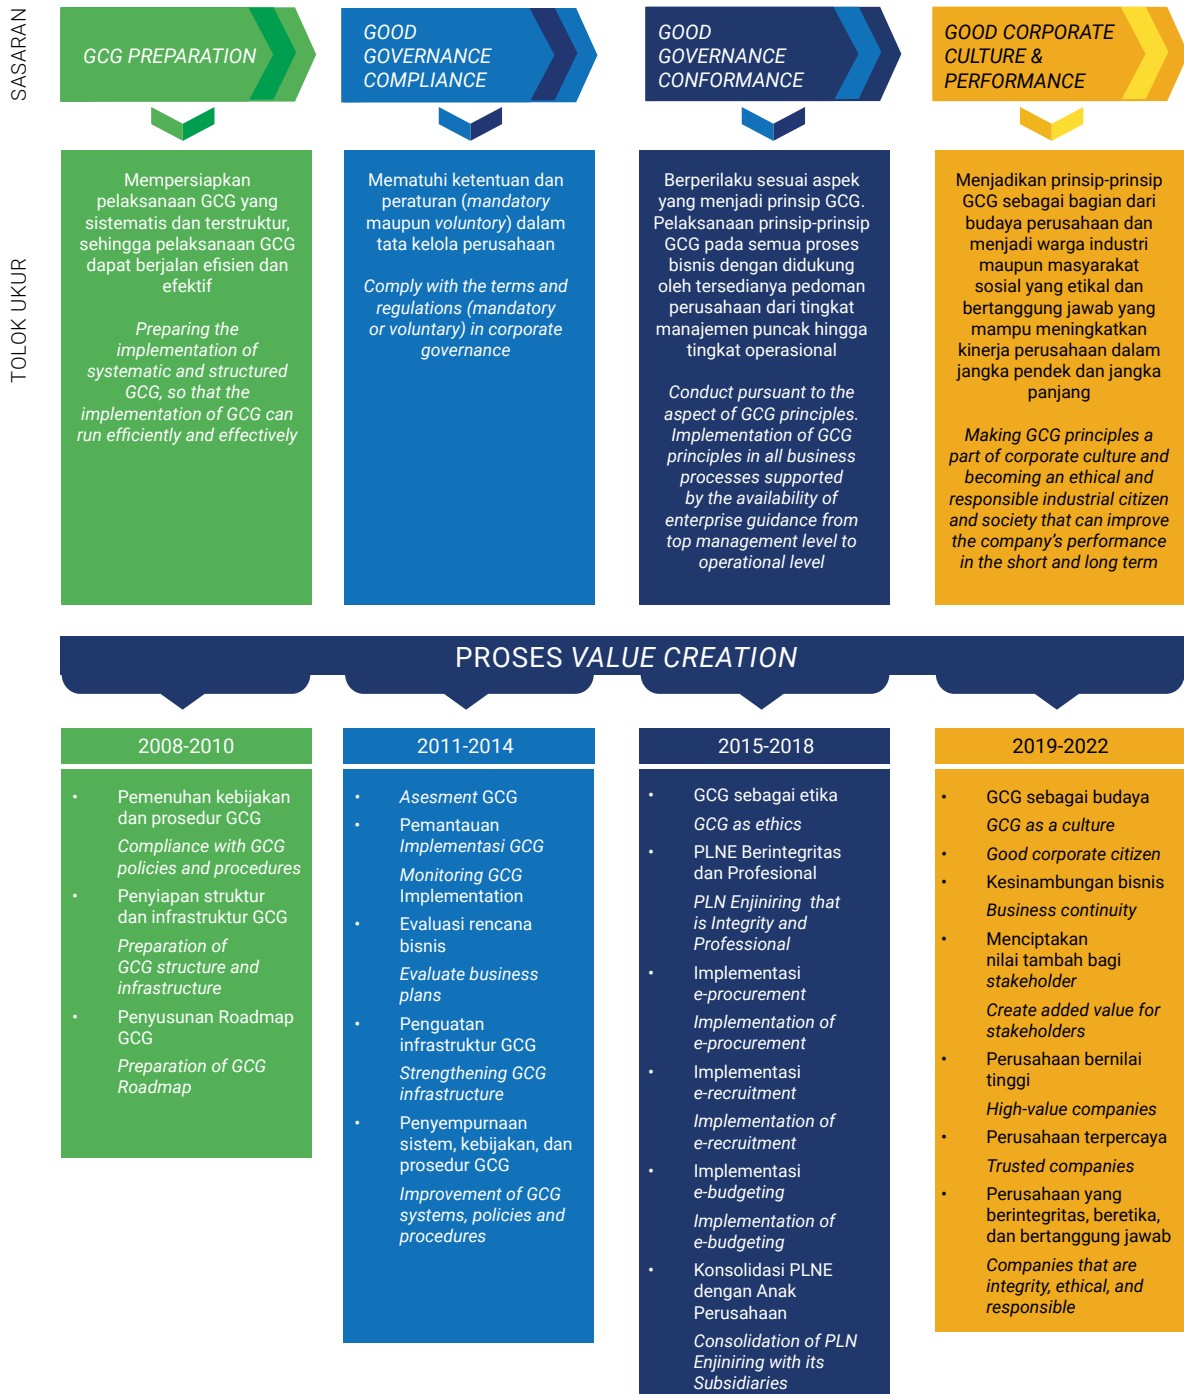 SASARAN
GCG PREPARATION
GOOD
GOVERNANCE
COMPLIANCE
GOOD
GOVERNANCE
CONFORMANCE
GOOD CORPORATE
CULTURE &
PERFORMANCE
TOLOK UKUR
Mempersiapkan
pelaksanaan GCG yang
sistematis dan terstruktur,
sehingga pelaksanaan GCG
dapat berjalan efisien dan
efektif
Preparing the
implementation of
systematic and structured
GCG, so that the
implementation of GCG can
run efficiently and effectively
Mematuhi ketentuan dan
peraturan (mandatory
maupun voluntary) dalam
tata kelola perusahaan
Comply with the terms and
regulations (mandatory
or voluntary) in corporate
governance
Berperilaku sesuai aspek
yang menjadi prinsip GCG.
Pelaksanaan prinsip-prinsip
GCG pada semua proses
bisnis dengan didukung
oleh tersedianya pedoman
perusahaan dari tingkat
manajemen puncak hingga
tingkat operasional
Conduct pursuant to the
aspect of GCG principles.
Implementation of GCG
principles in all business
processes supported
by the availability of
enterprise guidance from
top management level to
operational level
Menjadikan prinsip-prinsip
GCG sebagai bagian dari
budaya perusahaan dan
menjadi warga industri
maupun masyarakat
sosial yang etikal dan
bertanggung jawab yang
mampu meningkatkan
kinerja perusahaan dalam
jangka pendek dan jangka
panjang
Making GCG principles a
part of corporate culture and
becoming an ethical and
responsible industrial citizen
and society that can improve
the company's performance
in the short and long term
PROSES VALUE CREATION
2008-2010
• Pemenuhan kebijakan
dan prosedur GCG
Compliance with GCG
policies and procedures
• Penyiapan struktur
dan infrastruktur GCG
Preparation of
GCG structure and
infrastructure
• Penyusunan Roadmap
GCG
Preparation of GCG
Roadmap
2011-2014
• Asesment GCG
• Pemantauan
Implementasi GCG
Monitoring GCG
Implementation
• Evaluasi rencana
bisnis
Evaluate business
plans
• Penguatan
infrastruktur GCG
Strengthening GCG
infrastructure
• Penyempurnaan
sistem, kebijakan, dan
prosedur GCG
Improvement of GCG
systems, policies and
procedures
2015-2018
• GCG sebagai etika
GCG as ethics
• PLNE Berintegritas
dan Profesional
PLN Enjiniring that
is Integrity and
Professional
• Implementasi
e-procurement
Implementation of
e-procurement
• Implementasi
e-recruitment
Implementation of
e-recruitment
• Implementasi
e-budgeting
Implementation of
e-budgeting
• Konsolidasi PLNE
dengan Anak
Perusahaan
Consolidation of PLN
Enjiniring with its
Subsidiaries
2019-2022
• GCG sebagai budaya
GCG as a culture
• Good corporate citizen
• Kesinambungan bisnis
Business continuity
• Menciptakan
nilai tambah bagi
stakeholder
Create added value for
stakeholders
• Perusahaan bernilai
tinggi
High-value companies
• Perusahaan terpercaya
Trusted companies
• Perusahaan yang
berintegritas, beretika,
dan bertanggung jawab
Companies that are
integrity, ethical, and
responsible